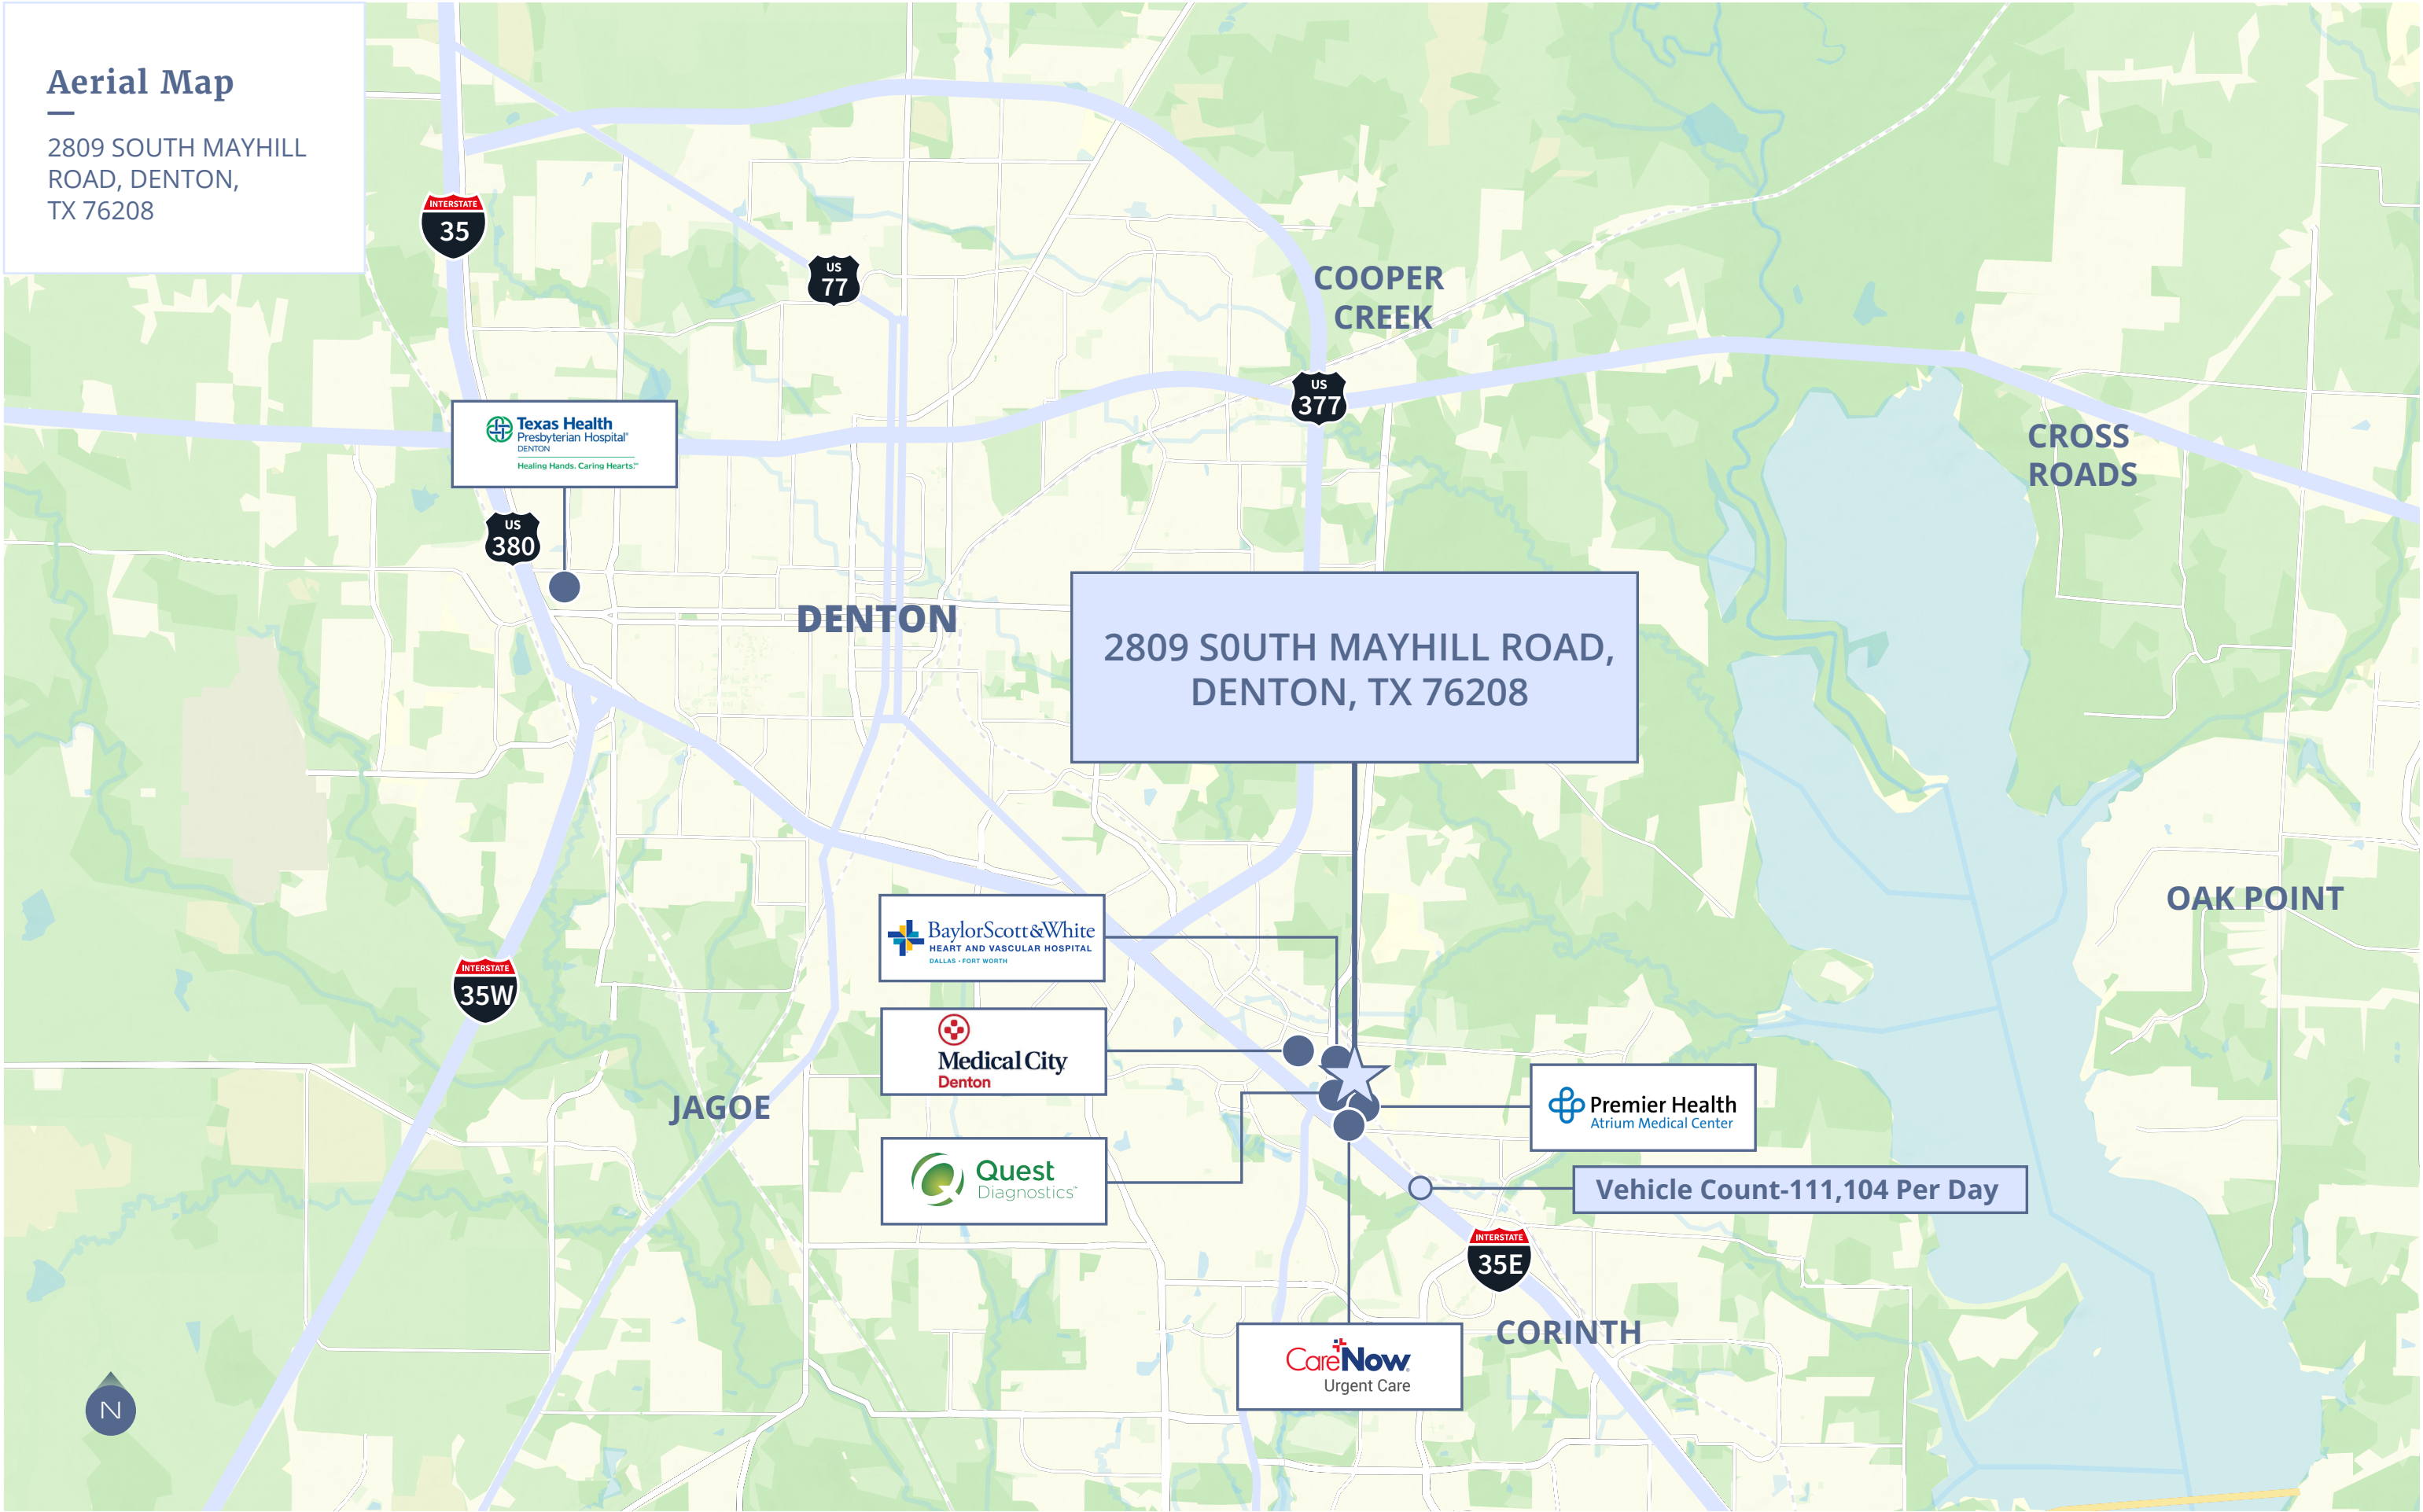 Aerial Map
2809 SOUTH MAYHILL
ROAD, DENTON,
TX 76208
INTERSTATE
35
US
77
COOPER
CREEK
US
377
Texas Health
Presbyterian Hospital®
DENTON
Healing Hands. Caring Hearts.℠
CROSS
ROADS
US
380
DENTON
2809 S0UTH MAYHILL ROAD,
DENTON, TX 76208
OAK POINT
BaylorScott&White
HEART AND VASCULAR HOSPITAL
DALLAS • FORT WORTH
INTERSTATE
35W
Medical City
Denton
JAGOE
Premier Health
Atrium Medical Center
Quest
Diagnostics™
Vehicle Count-111,104 Per Day
INTERSTATE
35E
CORINTH
CareNow
Urgent Care
N